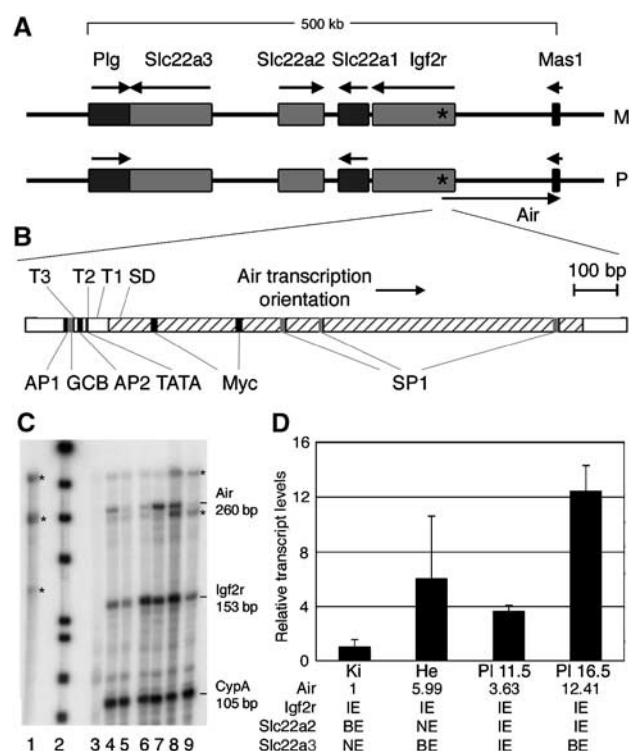 A
500 kb
Plg Slc22a3 Slc22a2 Slc22a1 Igf2r Mas1
* M
* P
Air
B
T3 T2 T1 SD Air transcription orientation 100 bp
AP1 GCB AP2 TATA Myc SP1
C
*
*
*
*
Air
260 bp
*
Igf2r
153 bp
CypA
105 bp
1 2 3 4 5 6 7 8 9
D
Relative transcript levels
16
12
8
4
0
Ki He Pl 11.5 Pl 16.5
Air 1 5.99 3.63 12.41
Igf2r IE IE IE IE
Slc22a2 BE NE IE IE
Slc22a3 NE BE IE BE